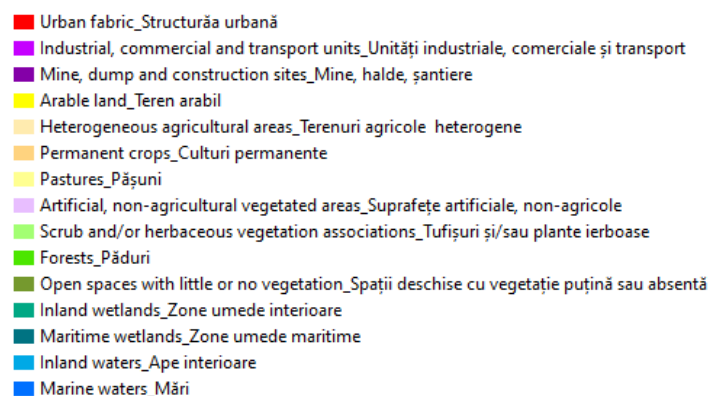 Urban fabric_Structurăa urbană
Industrial, commercial and transport units_Unități industriale, comerciale și transport
Mine, dump and construction sites_Mine, halde, șantiere
Arable land_Teren arabil
Heterogeneous agricultural areas_Terenuri agricole  heterogene
Permanent crops_Culturi permanente
Pastures_Pășuni
Artificial, non-agricultural vegetated areas_Suprafețe artificiale, non-agricole
Scrub and/or herbaceous vegetation associations_Tufișuri și/sau plante ierboase
Forests_Păduri
Open spaces with little or no vegetation_Spații deschise cu vegetație puțină sau absentă
Inland wetlands_Zone umede interioare
Maritime wetlands_Zone umede maritime
Inland waters_Ape interioare
Marine waters_Mări